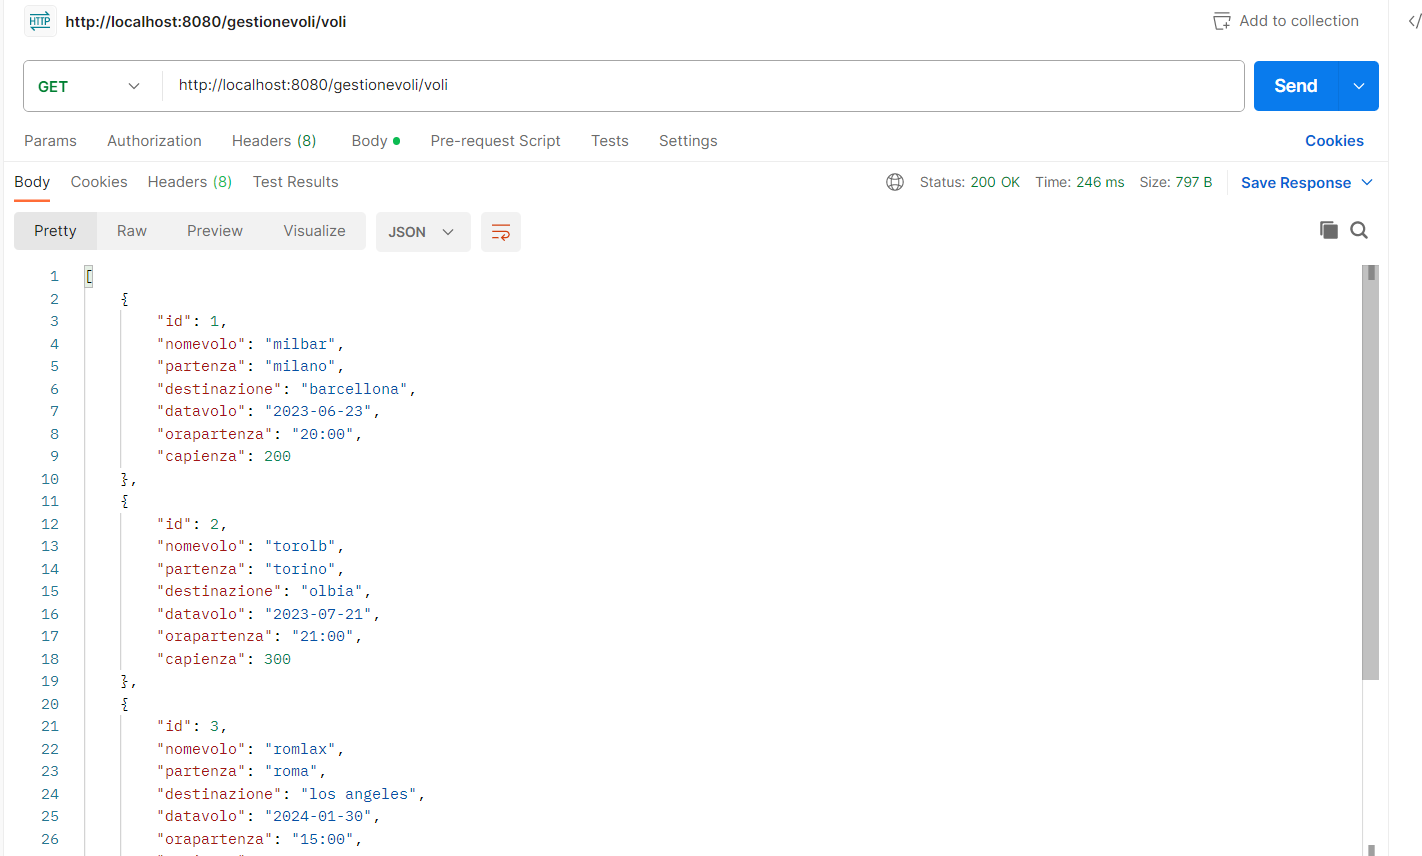 HTTP http://localhost:8080/gestionevoli/voli Add to collection
GET http://localhost:8080/gestionevoli/voli Send
Params Authorization Headers (8) Body Pre-request Script Tests Settings Cookies
Body Cookies Headers (8) Test Results Status: 200 OK Time: 246 ms Size: 797 B Save Response
Pretty Raw Preview Visualize JSON
1 [
2 {
3 "id": 1,
4 "nomevolo": "milbar",
5 "partenza": "milano",
6 "destinazione": "barcellona",
7 "datavolo": "2023-06-23",
8 "orapartenza": "20:00",
9 "capienza": 200
10 },
11 {
12 "id": 2,
13 "nomevolo": "torolb",
14 "partenza": "torino",
15 "destinazione": "olbia",
16 "datavolo": "2023-07-21",
17 "orapartenza": "21:00",
18 "capienza": 300
19 },
20 {
21 "id": 3,
22 "nomevolo": "romlax",
23 "partenza": "roma",
24 "destinazione": "los angeles",
25 "datavolo": "2024-01-30",
26 "orapartenza": "15:00",